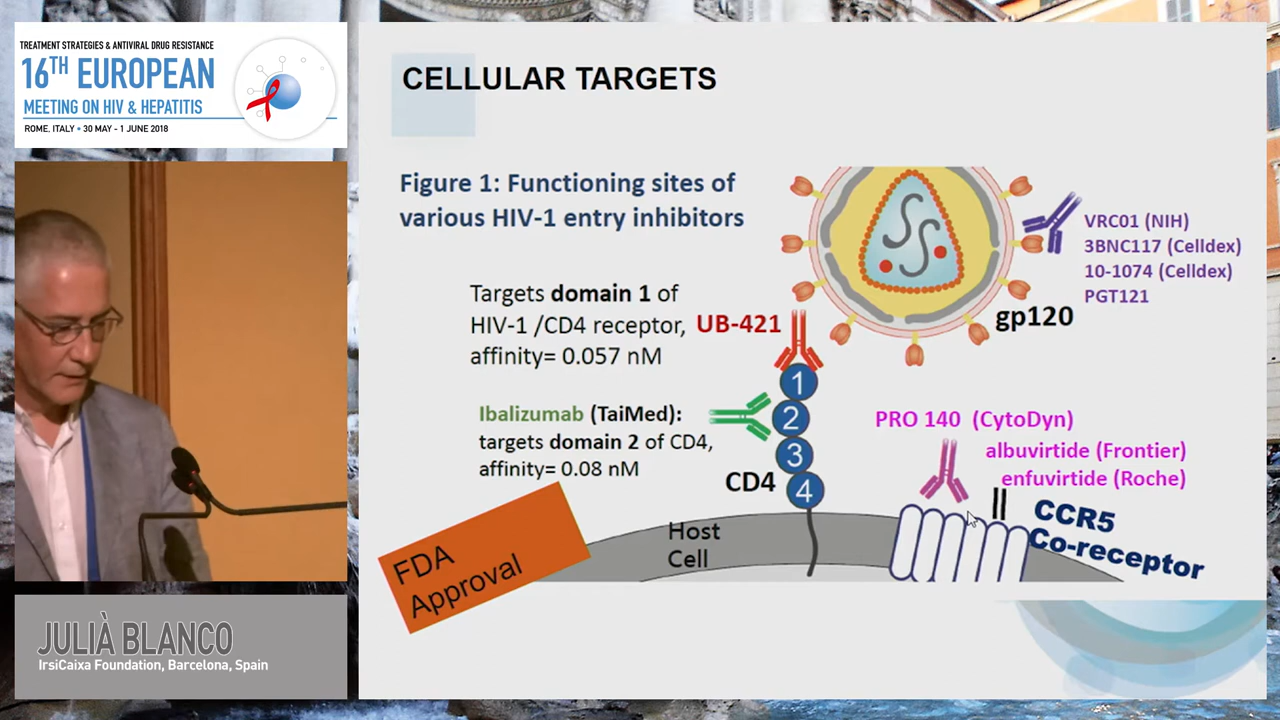 TREATMENT STRATEGIES & ANTIVIRAL DRUG RESISTANCE
16TH EUROPEAN
MEETING ON HIV & HEPATITIS
ROME, ITALY • 30 MAY - 1 JUNE 2018
JULIÀ BLANCO
IrsiCaixa Foundation, Barcelona, Spain
CELLULAR TARGETS
Figure 1: Functioning sites of
various HIV-1 entry inhibitors
VRC01 (NIH)
3BNC117 (Celldex)
10-1074 (Celldex)
PGT121
gp120
Targets domain 1 of
HIV-1 /CD4 receptor,
affinity= 0.057 nM
UB-421
1
2
3
4
CD4
Ibalizumab (TaiMed):
targets domain 2 of CD4,
affinity= 0.08 nM
PRO 140 (CytoDyn)
albuvirtide (Frontier)
enfuvirtide (Roche)
CCR5
Co-receptor
Host
Cell
FDA
Approval